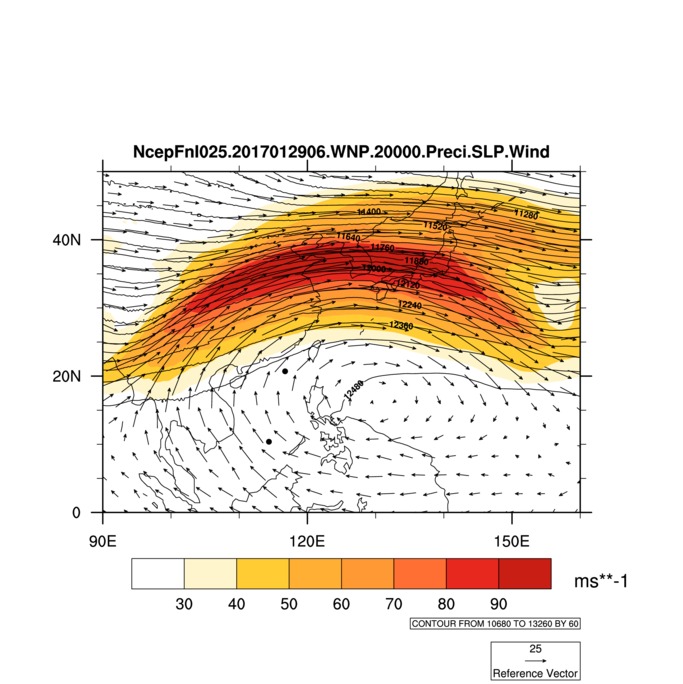 NcepFnl025.2017012906.WNP.20000.Preci.SLP.Wind
11400
11280
11520
11640
40N
11760
11880
12000
12120
12240
12360
20N
12480
0
90E 120E 150E
30 40 50 60 70 80 90
ms**-1
CONTOUR FROM 10680 TO 13260 BY 60
25
Reference Vector